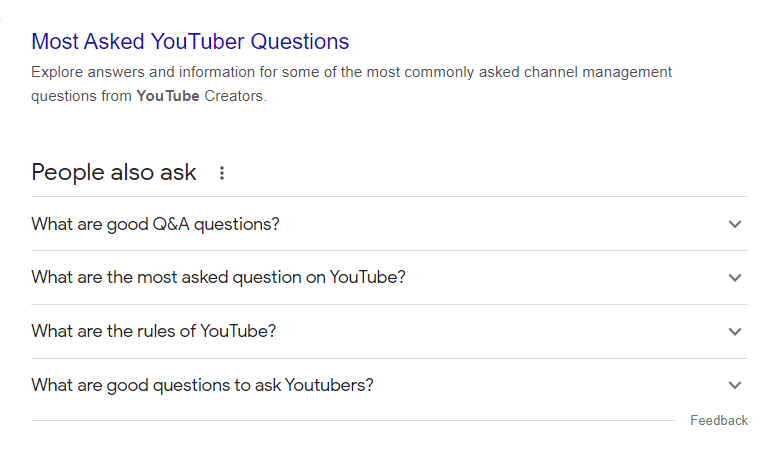 Most Asked YouTuber Questions
Explore answers and information for some of the most commonly asked channel management
questions from YouTube Creators.
People also ask
What are good Q&A questions?
What are the most asked question on YouTube?
What are the rules of YouTube?
What are good questions to ask Youtubers?
Feedback